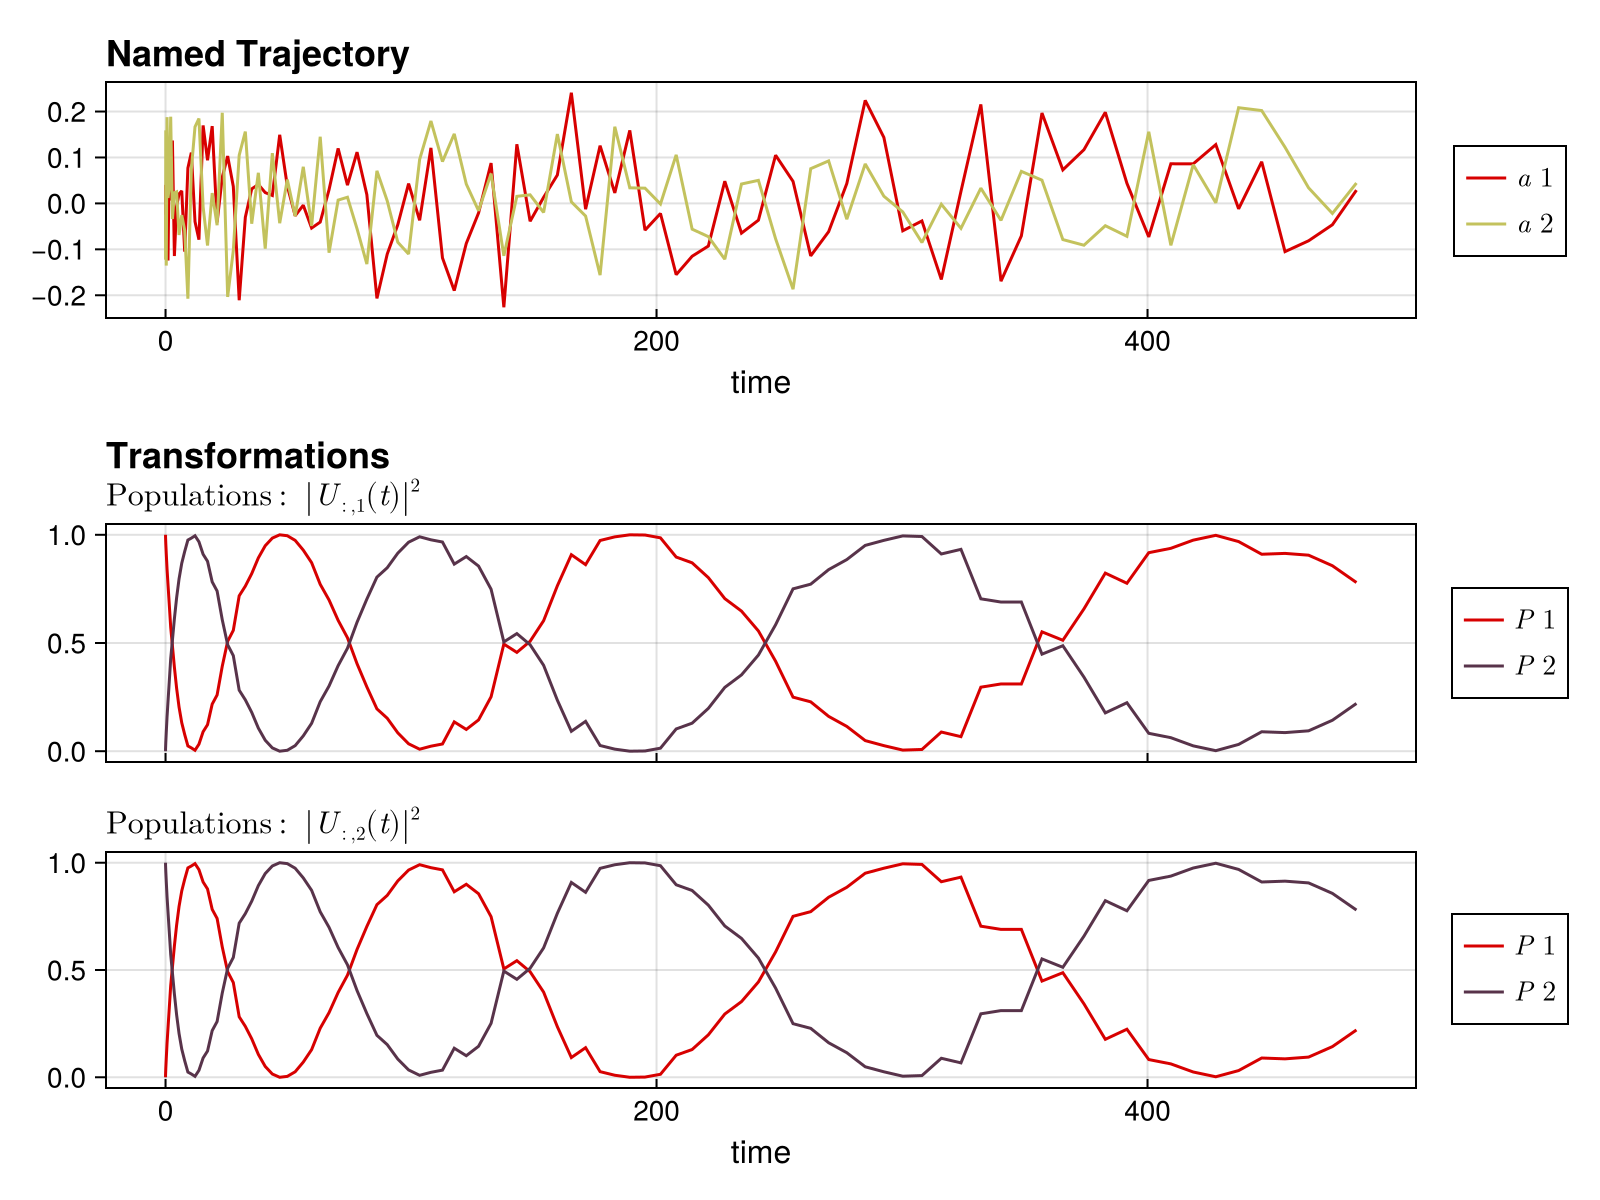 Named Trajectory
0.2
0.1
0.0
−0.1
−0.2
0 200 400
time
a 1
a 2
Transformations
Populations : |U:,1(t)|²
1.0
0.5
0.0
P 1
P 2
Populations : |U:,2(t)|²
1.0
0.5
0.0
0 200 400
time
P 1
P 2